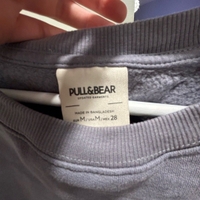 PULL&BEAR
MADE IN BANGLADESH
EUR M | USA M | MEX 28